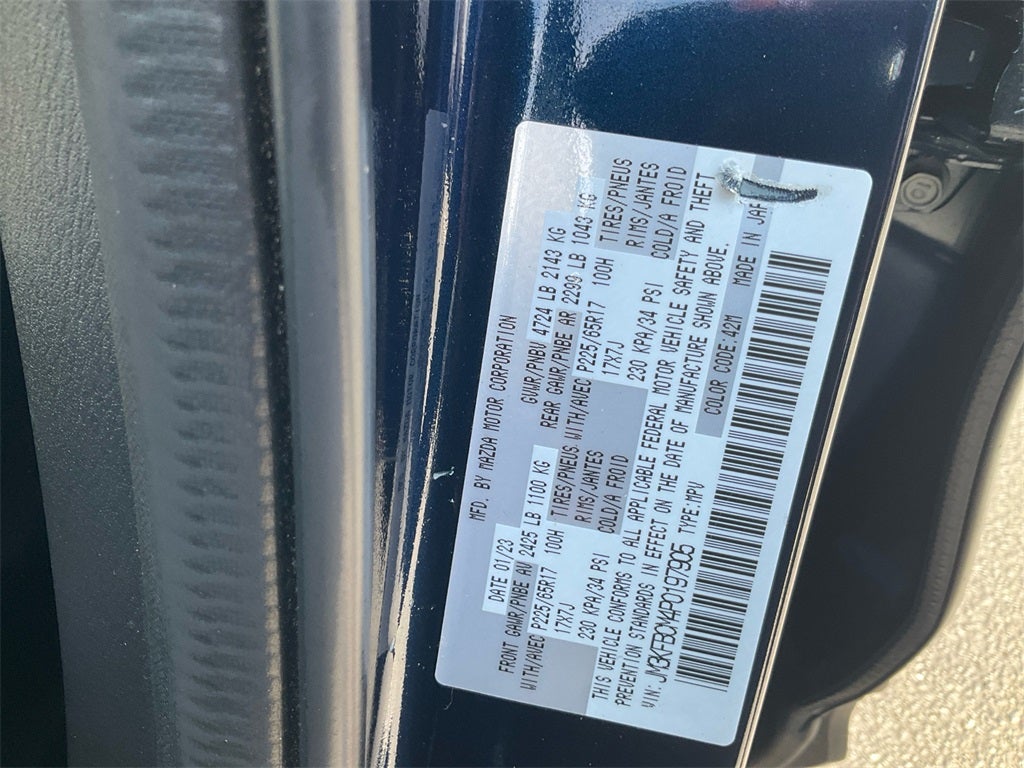 MFD. BY MAZDA MOTOR CORPORATION
DATE 01/23 GVWR/PNBV 4724 LB 2143 KG
FRONT GAWR/PNBE AV 2425 LB 1100 KG REAR GAWR/PNBE AR 2299 LB 1043 KG
WITH/AVEC P225/65R17 100H TIRES/PNEUS WITH/AVEC P225/65R17 100H TIRES/PNEUS
17X7J RIMS/JANTES 17X7J RIMS/JANTES
230 KPA/34 PSI COLD/A FROID 230 KPA/34 PSI COLD/A FROID
THIS VEHICLE CONFORMS TO ALL APPLICABLE FEDERAL MOTOR VEHICLE SAFETY AND THEFT
PREVENTION STANDARDS IN EFFECT ON THE DATE OF MANUFACTURE SHOWN ABOVE.
VIN: JM3KFBCM4P0197905 TYPE:MPV COLOR CODE:42M MADE IN